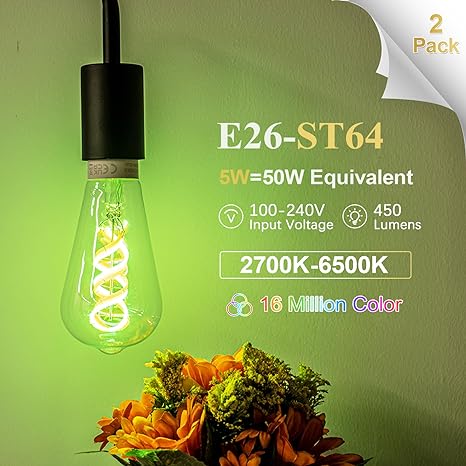 2
Pack
E26-ST64
5W=50W Equivalent
100-240V
Input Voltage
450
Lumens
2700K-6500K
16 Million Color